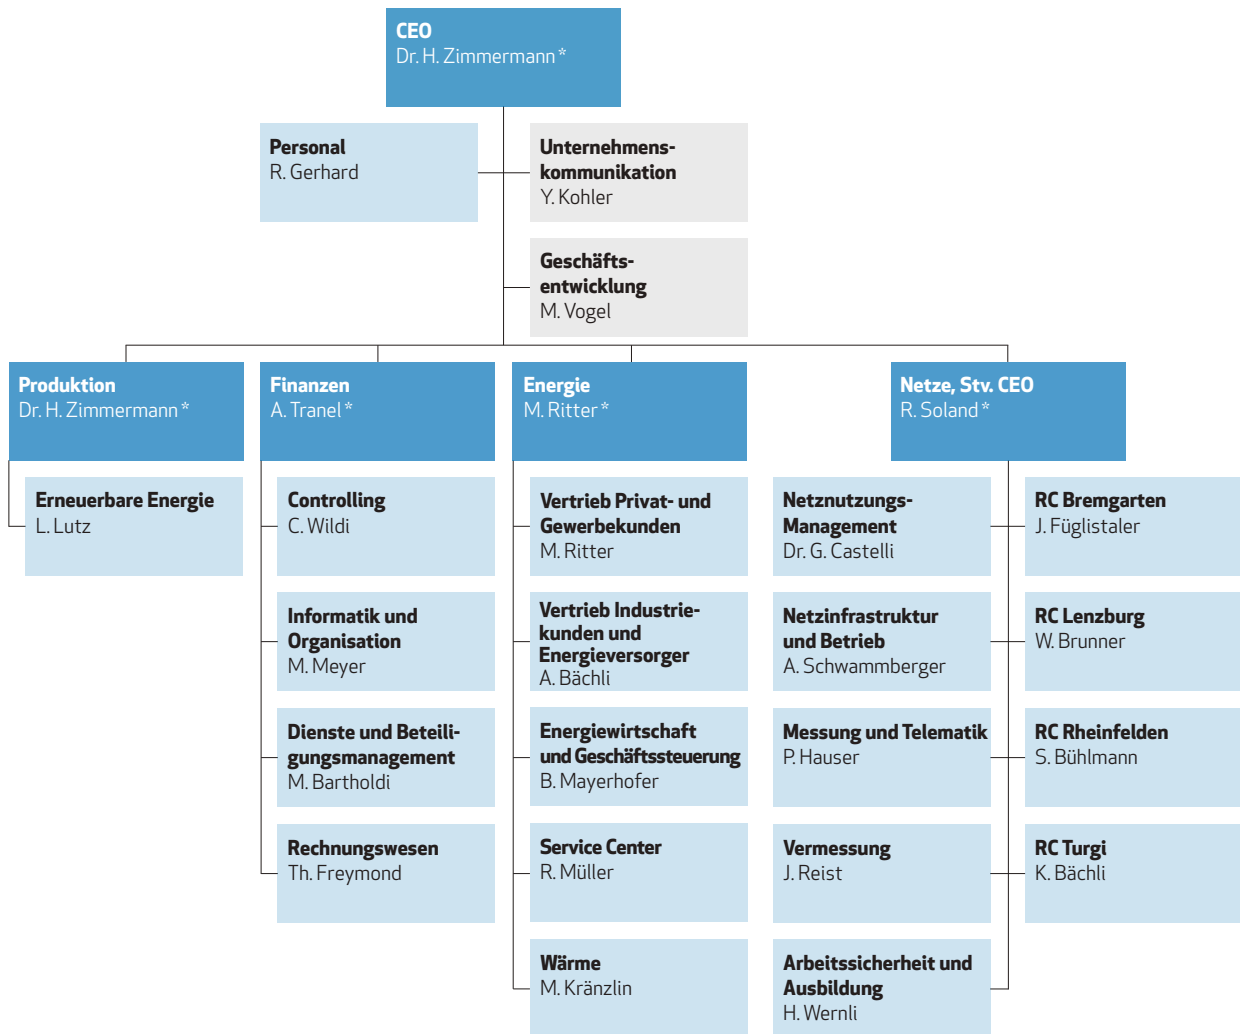 CEO
Dr. H. Zimmermann *
Personal
R. Gerhard
Unternehmens-
kommunikation
Y. Kohler
Geschäfts-
entwicklung
M. Vogel
Produktion
Dr. H. Zimmermann *
Finanzen
A. Tranel *
Energie
M. Ritter *
Netze, Stv. CEO
R. Soland *
Erneuerbare Energie
L. Lutz
Controlling
C. Wildi
Informatik und
Organisation
M. Meyer
Dienste und Beteili-
gungsmanagement
M. Bartholdi
Rechnungswesen
Th. Freymond
Vertrieb Privat- und
Gewerbekunden
M. Ritter
Vertrieb Industrie-
kunden und
Energieversorger
A. Bächli
Energiewirtschaft
und Geschäftssteuerung
B. Mayerhofer
Service Center
R. Müller
Wärme
M. Kränzlin
Netznutzungs-
Management
Dr. G. Castelli
Netzinfrastruktur
und Betrieb
A. Schwammberger
Messung und Telematik
P. Hauser
Vermessung
J. Reist
Arbeitssicherheit und
Ausbildung
H. Wernli
RC Bremgarten
J. Füglistaler
RC Lenzburg
W. Brunner
RC Rheinfelden
S. Bühlmann
RC Turgi
K. Bächli